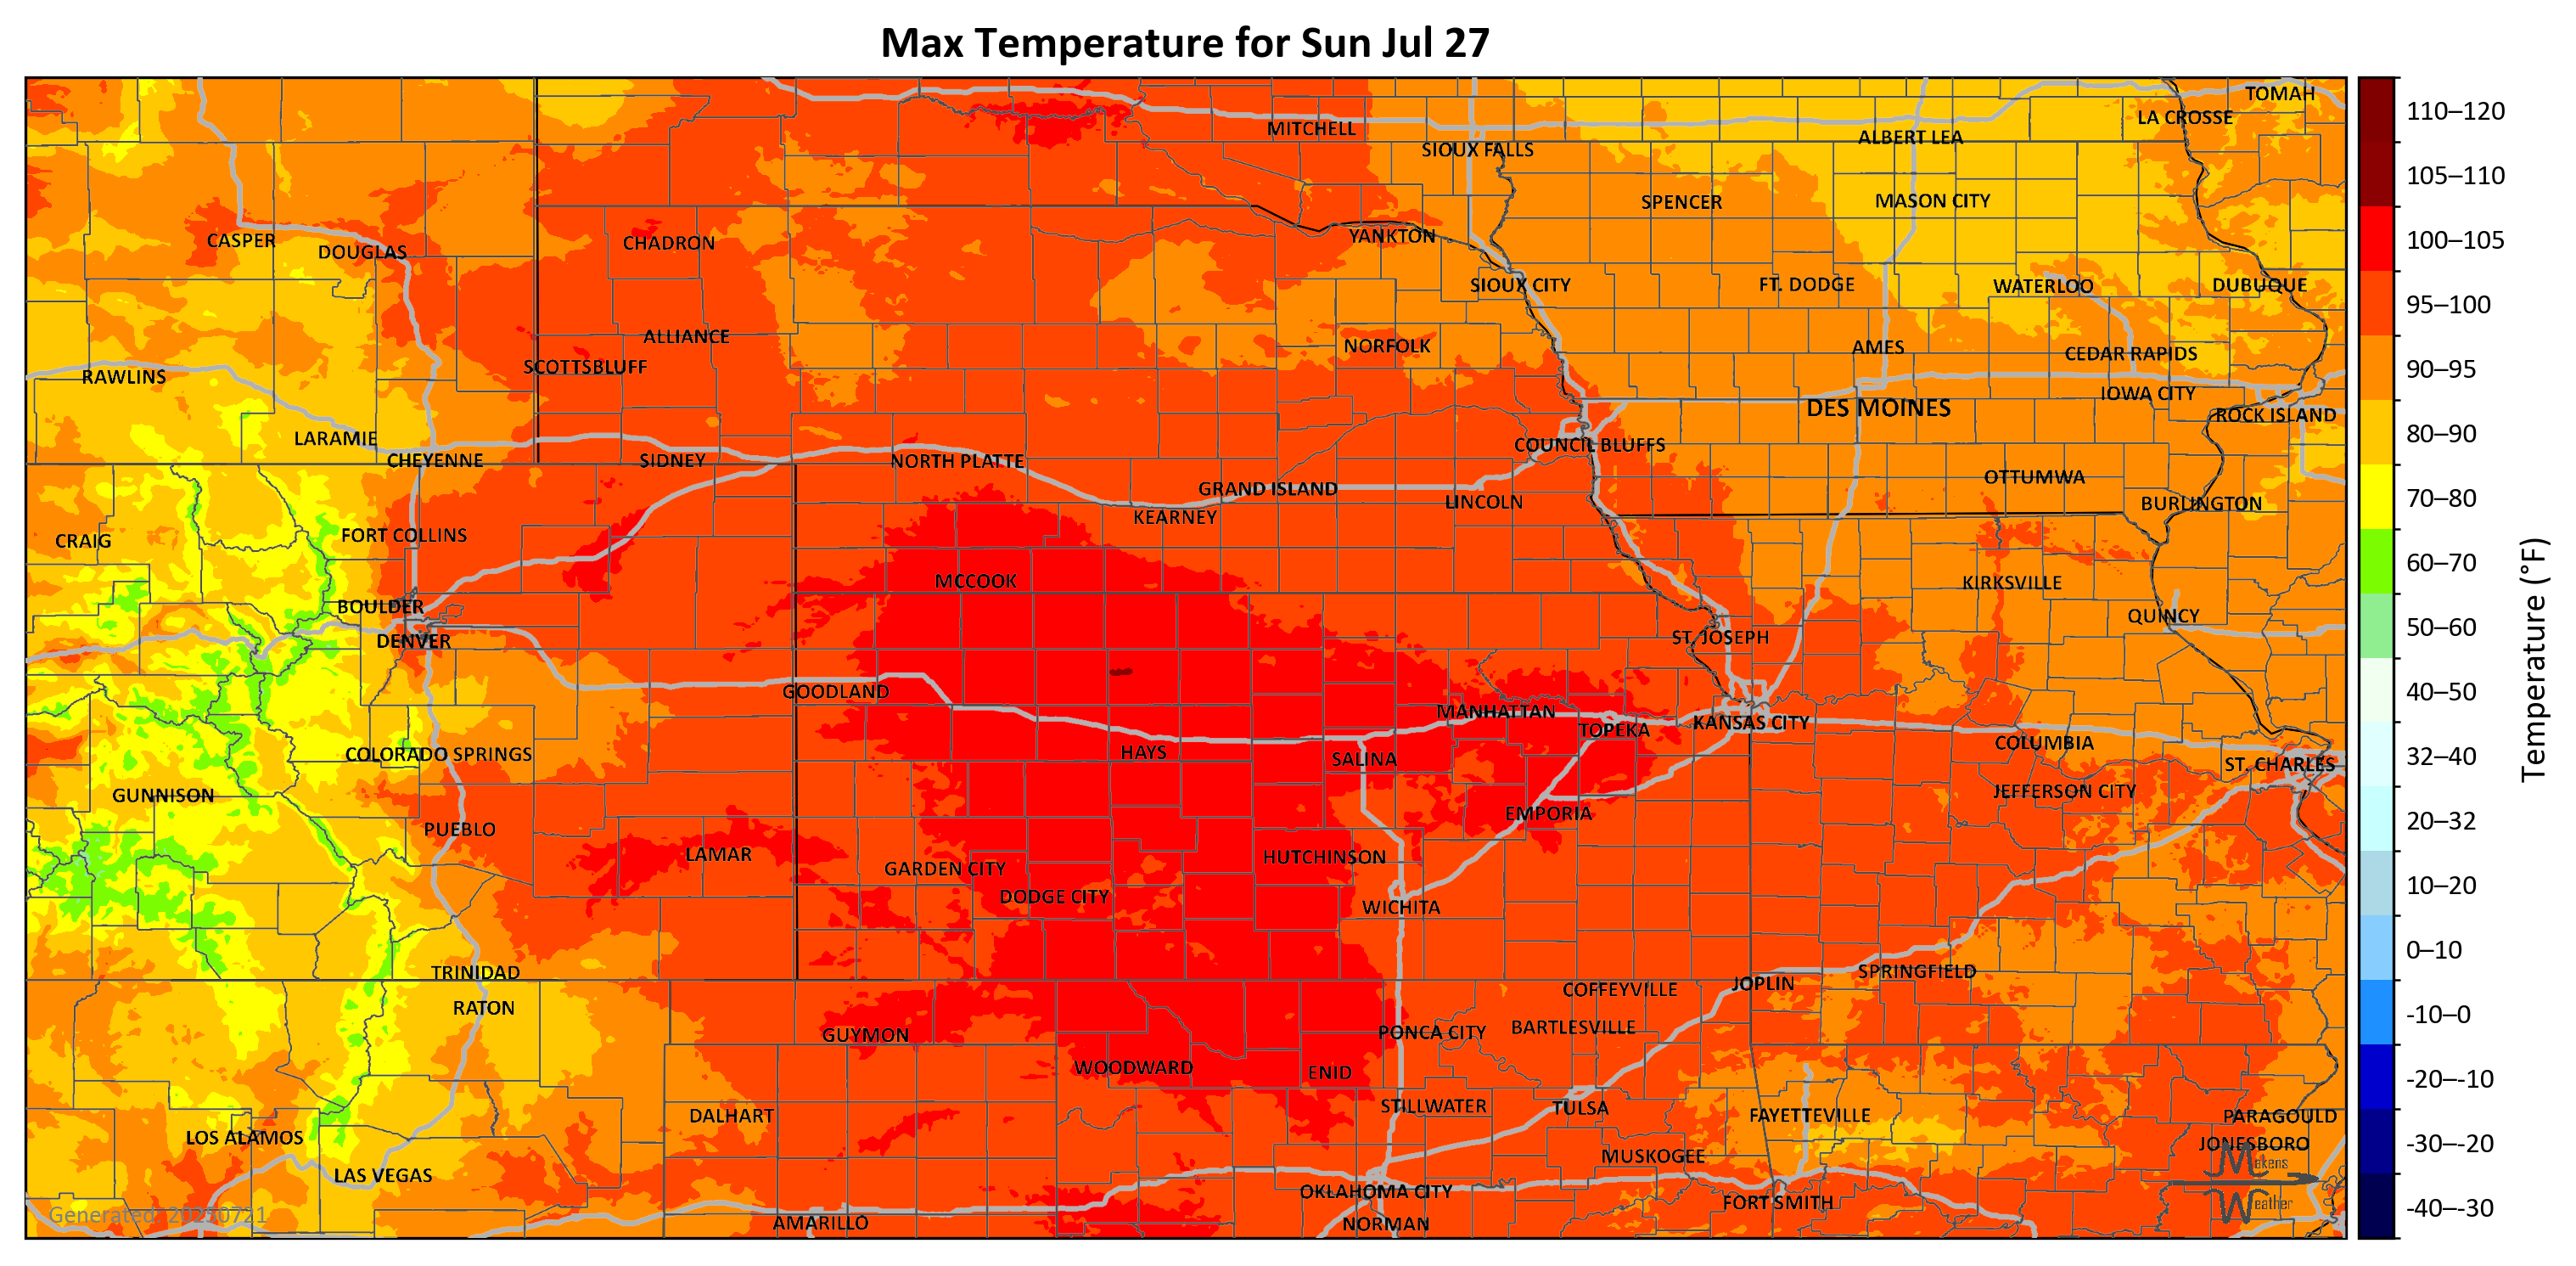 Max Temperature for Sun Jul 27
TOMAH
LA CROSSE
MITCHELL
ALBERT LEA
SIOUX FALLS
SPENCER
MASON CITY
CASPER
DOUGLAS
CHADRON
YANKTON
SIOUX CITY
FT. DODGE
WATERLOO
DUBUQUE
ALLIANCE
NORFOLK
AMES
CEDAR RAPIDS
SCOTTSBLUFF
RAWLINS
IOWA CITY
DES MOINES
ROCK ISLAND
LARAMIE
COUNCIL BLUFFS
CHEYENNE
SIDNEY
NORTH PLATTE
OTTUMWA
GRAND ISLAND
LINCOLN
BURLINGTON
KEARNEY
FORT COLLINS
CRAIG
MCCOOK
KIRKSVILLE
BOULDER
QUINCY
DENVER
ST. JOSEPH
GOODLAND
MANHATTAN
TOPEKA
KANSAS CITY
COLUMBIA
COLORADO SPRINGS
HAYS
SALINA
ST. CHARLES
GUNNISON
JEFFERSON CITY
EMPORIA
PUEBLO
LAMAR
HUTCHINSON
GARDEN CITY
DODGE CITY
WICHITA
TRINIDAD
SPRINGFIELD
JOPLIN
COFFEYVILLE
RATON
GUYMON
PONCA CITY
BARTLESVILLE
WOODWARD
ENID
STILLWATER
TULSA
DALHART
FAYETTEVILLE
PARAGOULD
LOS ALAMOS
JONESBORO
MUSKOGEE
LAS VEGAS
OKLAHOMA CITY
FORT SMITH
AMARILLO
NORMAN
Generated: 20250721
Makens
Weather
110–120
105–110
100–105
95–100
90–95
80–90
70–80
60–70
50–60
40–50
32–40
20–32
10–20
0–10
-10–0
-20–-10
-30–-20
-40–-30
Temperature (°F)